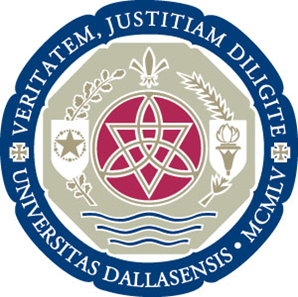 VERITATEM, JUSTITIAM DILIGITE
UNIVERSITAS DALLASENSIS • MCMLV